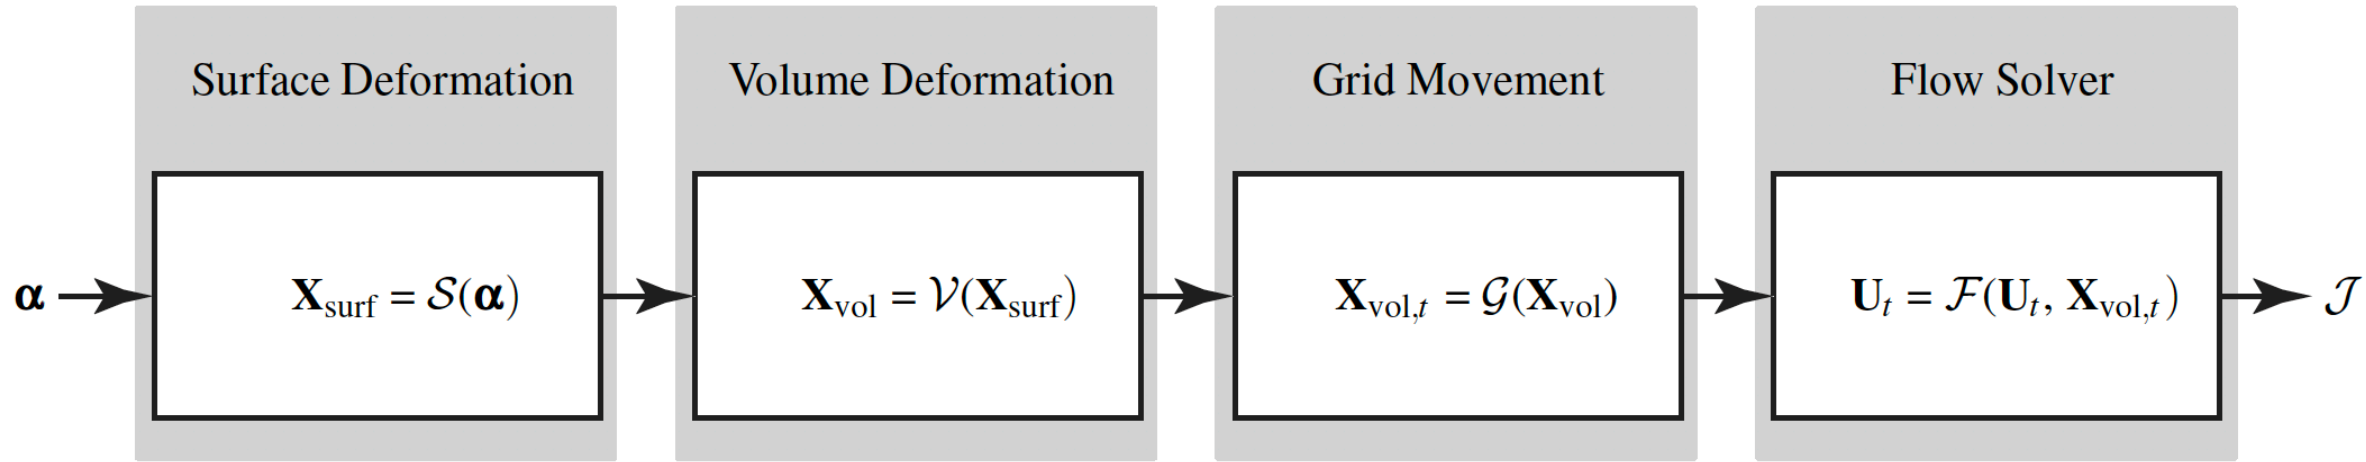 Surface Deformation
Volume Deformation
Grid Movement
Flow Solver
𝛂
X_surf = 𝒮(𝛂)
X_vol = 𝒱(X_surf)
X_vol,t = 𝒢(X_vol)
U_t = ℱ(U_t, X_vol,t)
𝒥